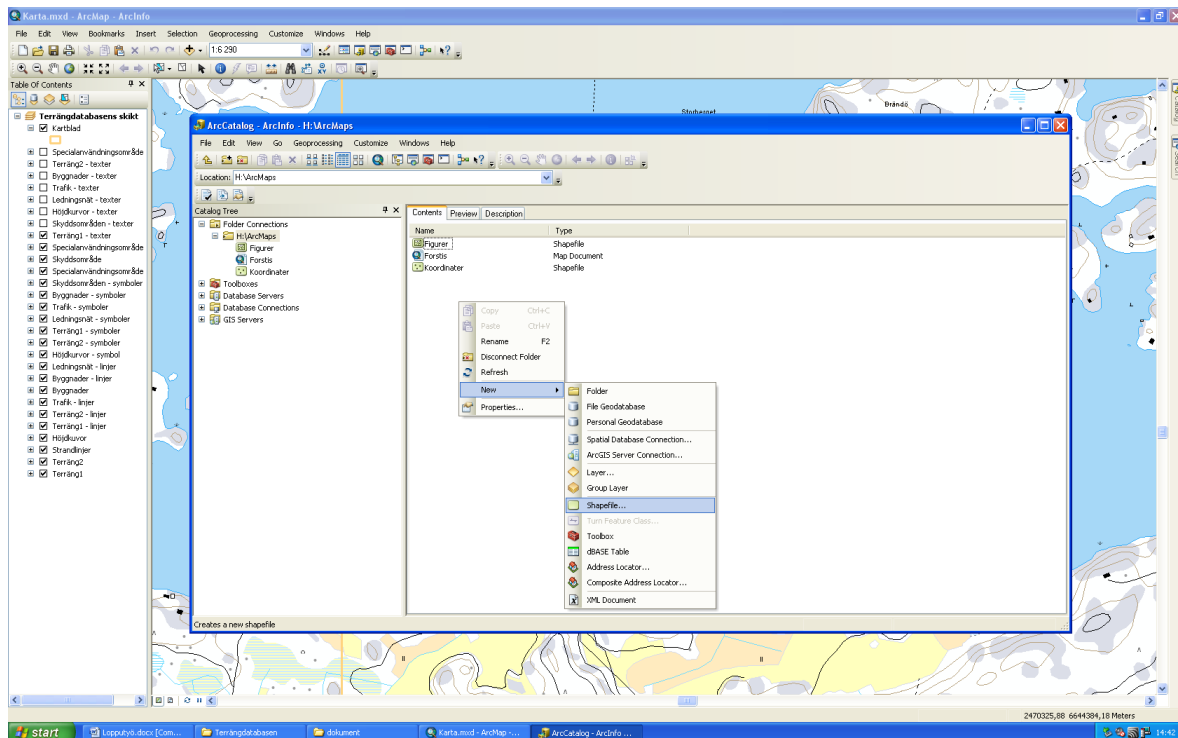 Karta.mxd - ArcMap - ArcInfo
File Edit View Bookmarks Insert Selection Geoprocessing Customize Windows Help
1:6 290
Table Of Contents
Terrängdatabasens skikt
Kartblad
Specialanvändningsområde
Terräng2 - texter
Byggnader - texter
Trafik - texter
Ledningsnät - texter
Höjdkurvor - texter
Skyddsområden - texter
Terräng1 - texter
Specialanvändningsområde
Skyddsområde
Specialanvändningsområde
Skyddsområden - symboler
Byggnader - symboler
Trafik - symboler
Ledningsnät - symboler
Terräng1 - symboler
Terräng2 - symboler
Höjdkurvor - symbol
Ledningsnät - linjer
Byggnader - linjer
Byggnader
Trafik - linjer
Terräng2 - linjer
Terräng1 - linjer
Höjdkuvor
Strandlinjer
Terräng2
Terräng1
Storherget
Brändö
ArcCatalog - ArcInfo - H:\ArcMaps
File Edit View Go Geoprocessing Customize Windows Help
Location: H:\ArcMaps
Catalog Tree
Folder Connections
H:\ArcMaps
Figurer
Forstis
Koordinater
Toolboxes
Database Servers
Database Connections
GIS Servers
Contents Preview Description
Name Type
Figurer Shapefile
Forstis Map Document
Koordinater Shapefile
Copy Ctrl+C
Paste Ctrl+V
Rename F2
Disconnect Folder
Refresh
New
Properties...
Folder
File Geodatabase
Personal Geodatabase
Spatial Database Connection...
ArcGIS Server Connection...
Layer...
Group Layer
Shapefile...
Turn Feature Class...
Toolbox
dBASE Table
Address Locator...
Composite Address Locator...
XML Document
Creates a new shapefile
2470325,88 6644384,18 Meters
start
Lopputyö.docx [Com...
Terrängdatabasen
dokument
Karta.mxd - ArcMap -...
ArcCatalog - ArcInfo ...
14:42